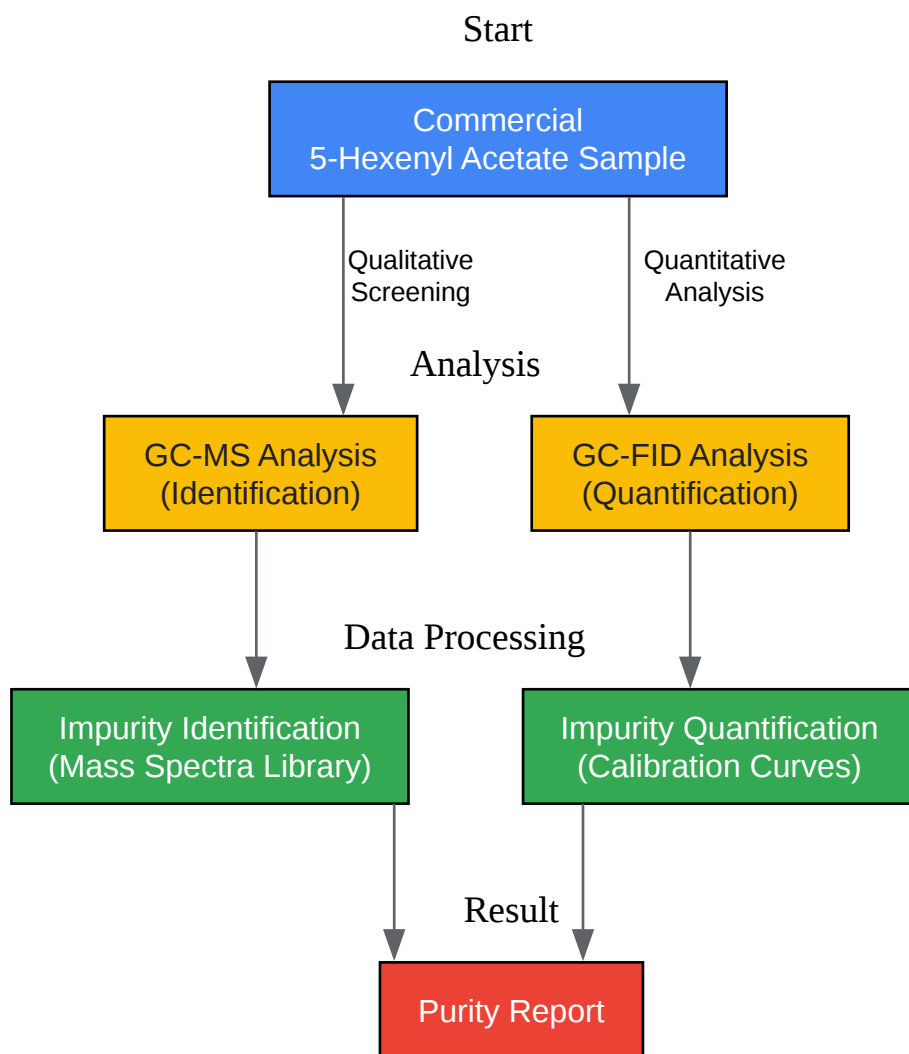 Start
Commercial
5-Hexenyl Acetate Sample
Qualitative
Screening
Quantitative
Analysis
Analysis
GC-MS Analysis
(Identification)
GC-FID Analysis
(Quantification)
Data Processing
Impurity Identification
(Mass Spectra Library)
Impurity Quantification
(Calibration Curves)
Result
Purity Report